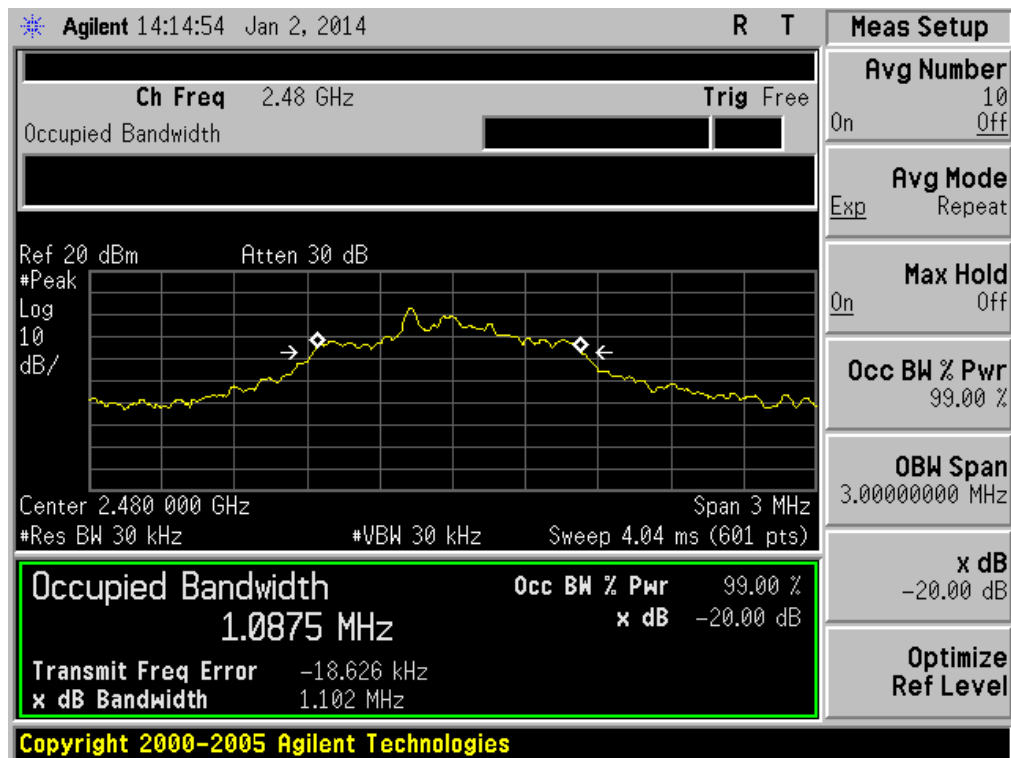 Agilent 14:14:54 Jan 2, 2014 R T
Meas Setup
Ch Freq 2.48 GHz Trig Free
Occupied Bandwidth
Avg Number
10
On Off
Avg Mode
Exp Repeat
Max Hold
On Off
Occ BW % Pwr
99.00 %
OBW Span
3.00000000 MHz
x dB
-20.00 dB
Optimize
Ref Level
Ref 20 dBm Atten 30 dB
#Peak
Log
10
dB/
Center 2.480 000 GHz Span 3 MHz
#Res BW 30 kHz #VBW 30 kHz Sweep 4.04 ms (601 pts)
Occupied Bandwidth Occ BW % Pwr 99.00 %
1.0875 MHz x dB -20.00 dB
Transmit Freq Error -18.626 kHz
x dB Bandwidth 1.102 MHz
Copyright 2000-2005 Agilent Technologies